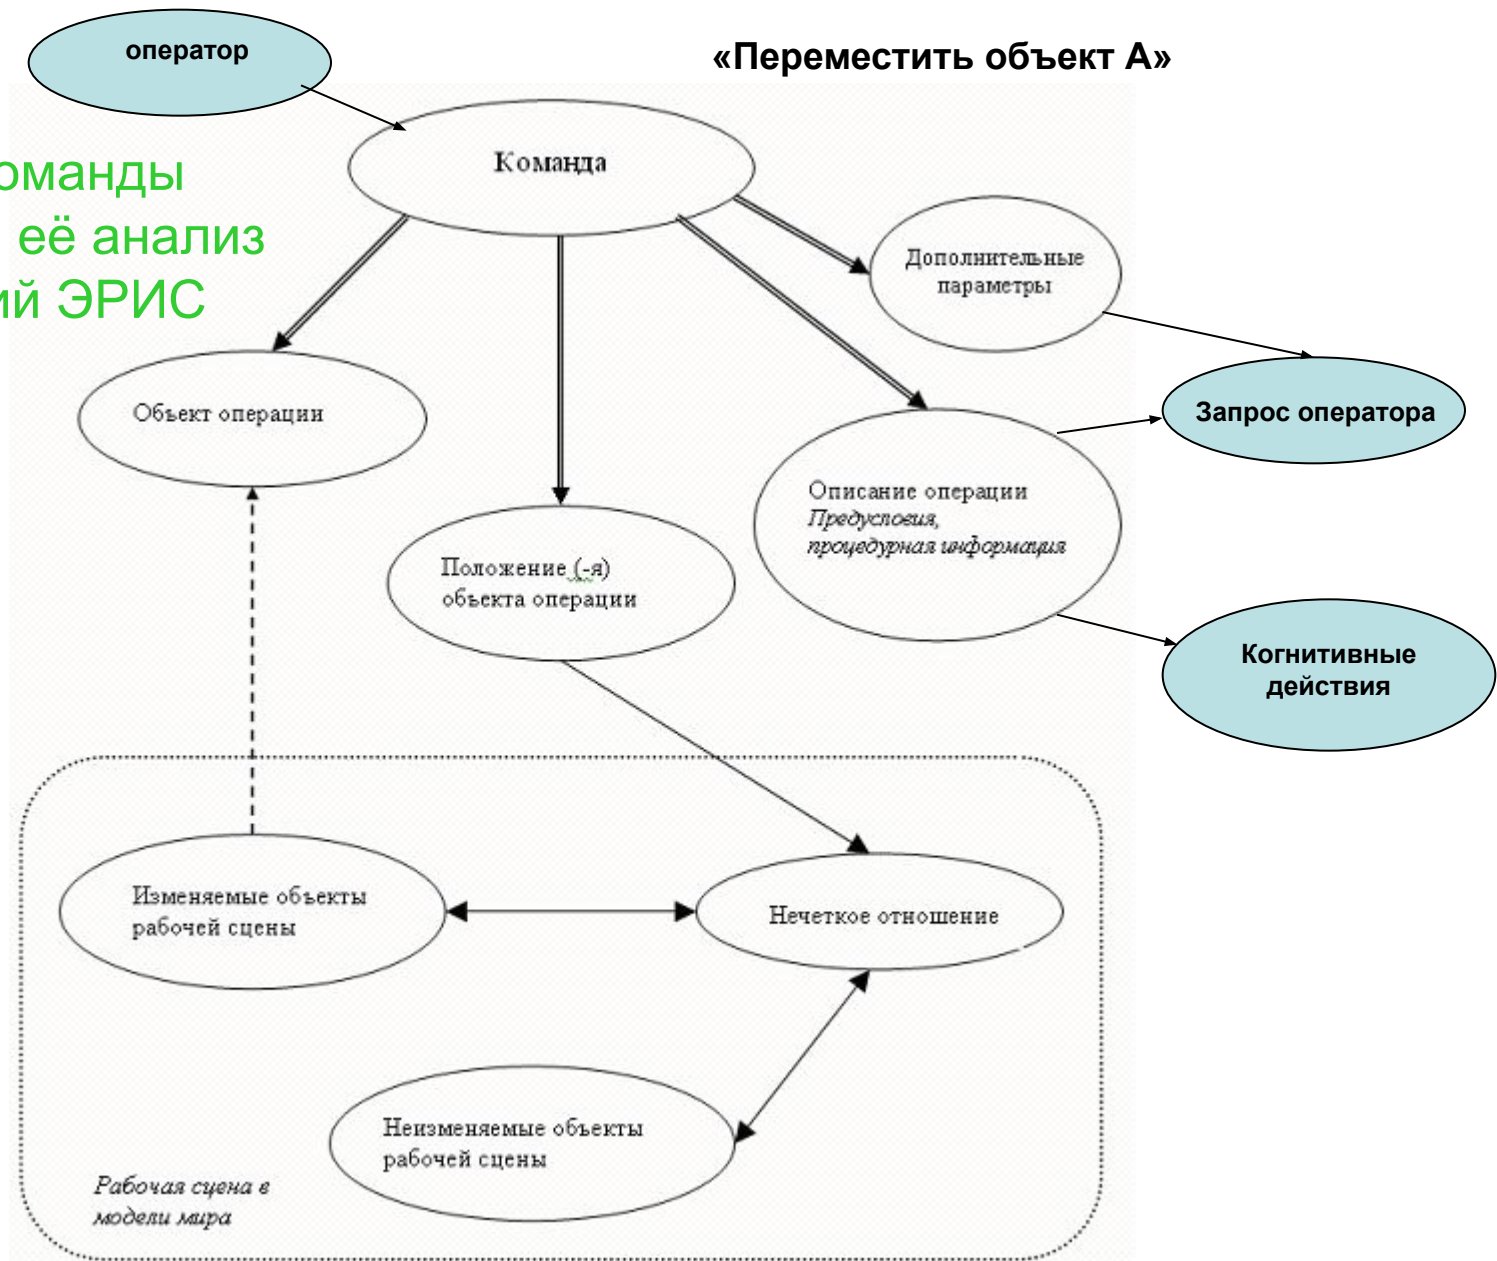 оператор
«Переместить объект А»
Команда
оманды
её анализ
ий ЭРИС
Дополнительные
параметры
Объект операции
Запрос оператора
Описание операции
Предусловия,
процедурная информация
Положение (-я)
объекта операции
Когнитивные
действия
Изменяемые объекты
рабочей сцены
Нечеткое отношение
Неизменяемые объекты
рабочей сцены
Рабочая сцена в
модели мира